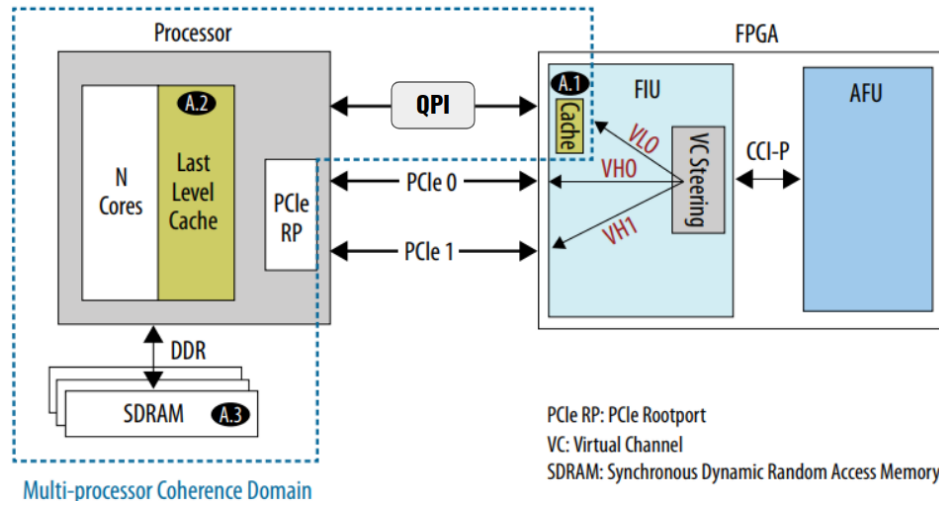 Processor
FPGA
N
Cores
A.2
Last
Level
Cache
PCIe
RP
QPI
PCIe 0
PCIe 1
A.1
Cache
FIU
VL0
VH0
VH1
VC Steering
CCI-P
AFU
DDR
SDRAM
A.3
Multi-processor Coherence Domain
PCIe RP: PCIe Rootport
VC: Virtual Channel
SDRAM: Synchronous Dynamic Random Access Memory